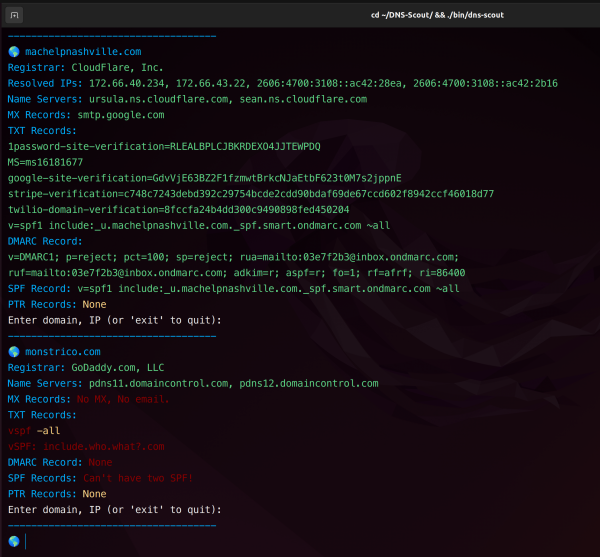 cd ~/DNS-Scout/ && ./bin/dns-scout
------------------------------------
machelpnashville.com
Registrar: CloudFlare, Inc.
Resolved IPs: 172.66.40.234, 172.66.43.22, 2606:4700:3108::ac42:28ea, 2606:4700:3108::ac42:2b16
Name Servers: ursula.ns.cloudflare.com, sean.ns.cloudflare.com
MX Records: smtp.google.com
TXT Records:
1password-site-verification=RLEALBPLCJBKRDEXO4JJTEWPDQ
MS=ms16181677
google-site-verification=GdvVjE63BZ2F1fzmwtBrkcNJaEtbF623t0M7s2jppnE
stripe-verification=c748c7243debd392c29754bcde2cdd90bdaf69de67ccd602f8942ccf46018d77
twilio-domain-verification=8fccfa24b4dd300c9490898fed450204
v=spf1 include:_u.machelpnashville.com._spf.smart.ondmarc.com ~all
DMARC Record:
v=DMARC1; p=reject; pct=100; sp=reject; rua=mailto:03e7f2b3@inbox.ondmarc.com;
ruf=mailto:03e7f2b3@inbox.ondmarc.com; adkim=r; aspf=r; fo=1; rf=afrf; ri=86400
SPF Record: v=spf1 include:_u.machelpnashville.com._spf.smart.ondmarc.com ~all
PTR Records: None
Enter domain, IP (or 'exit' to quit):
------------------------------------
monstrico.com
Registrar: GoDaddy.com, LLC
Name Servers: pdns11.domaincontrol.com, pdns12.domaincontrol.com
MX Records: No MX, No email.
TXT Records:
vspf -all
vSPF: include.who.what?.com
DMARC Record: None
SPF Records: Can't have two SPF!
PTR Records: None
Enter domain, IP (or 'exit' to quit):
------------------------------------